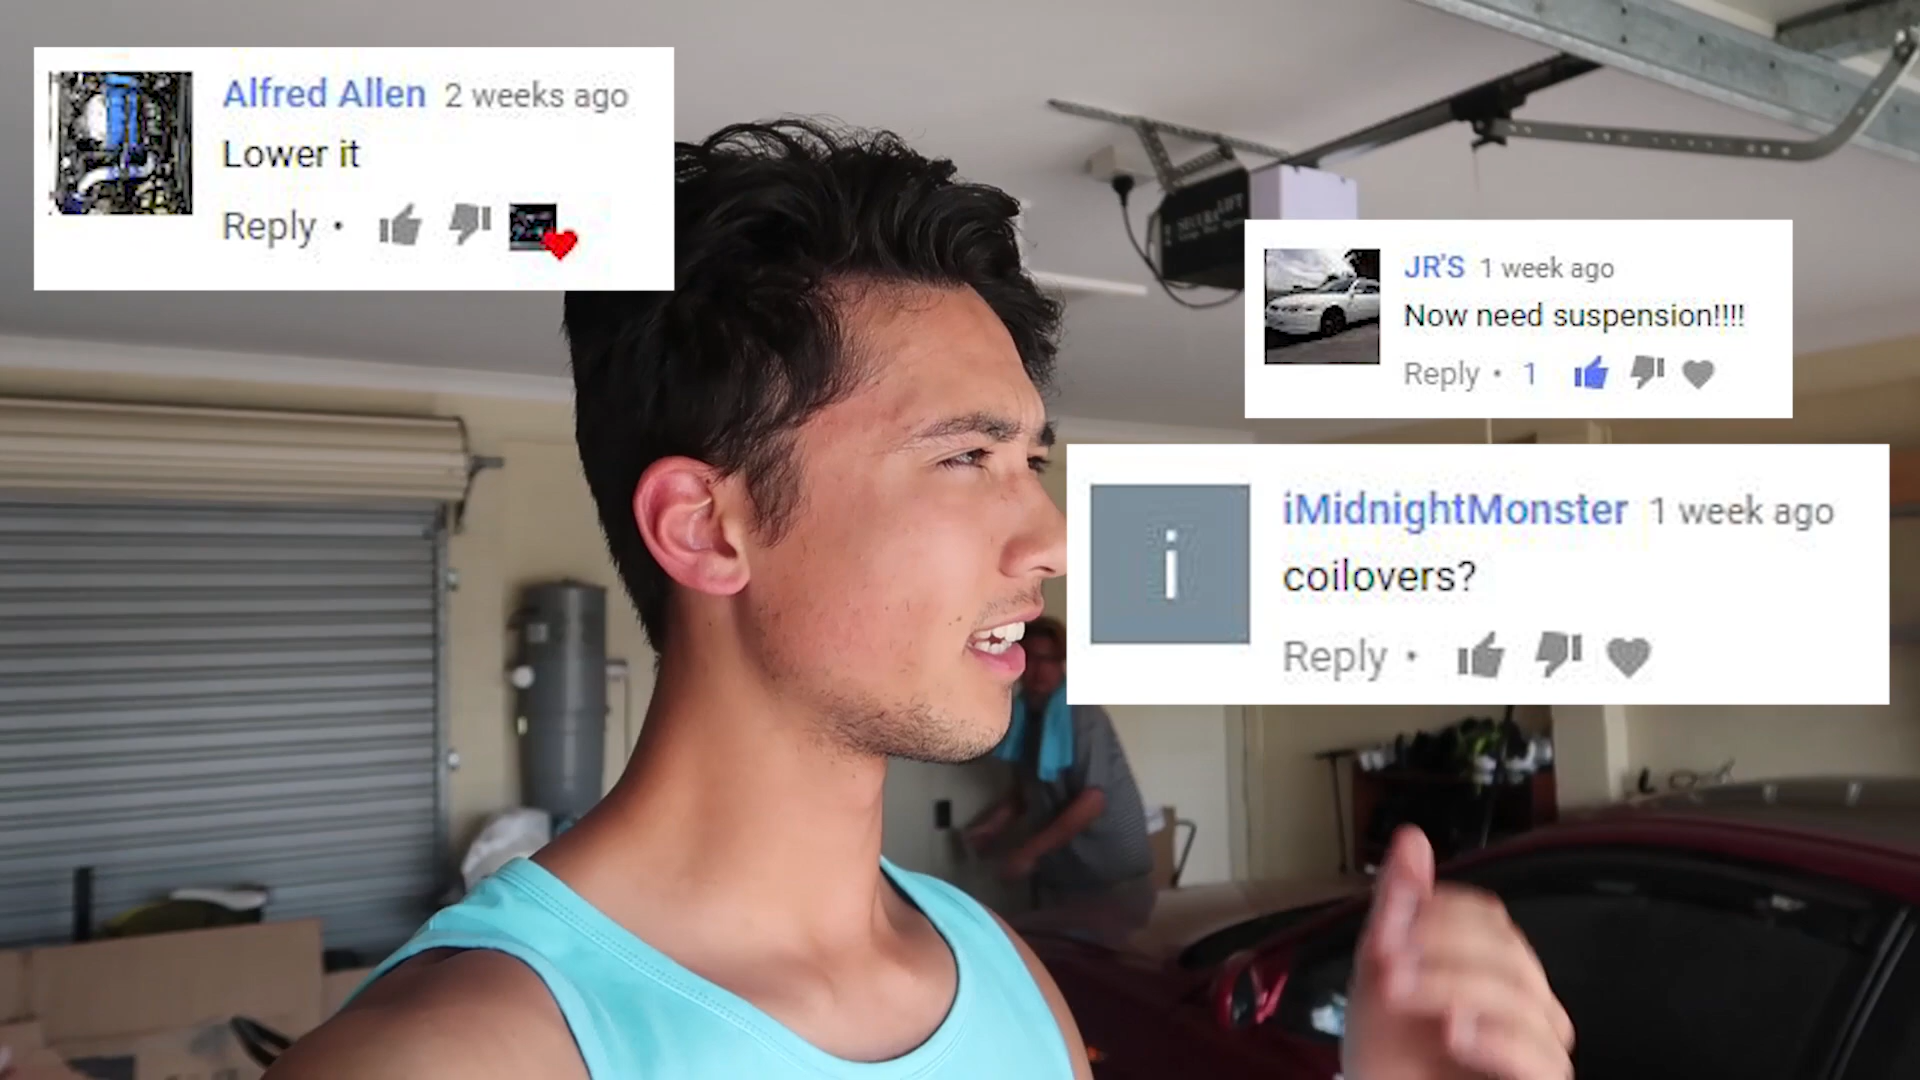 Alfred Allen 2 weeks ago
Lower it
Reply •
JR'S 1 week ago
Now need suspension!!!!
Reply • 1
i
iMidnightMonster 1 week ago
coilovers?
Reply •